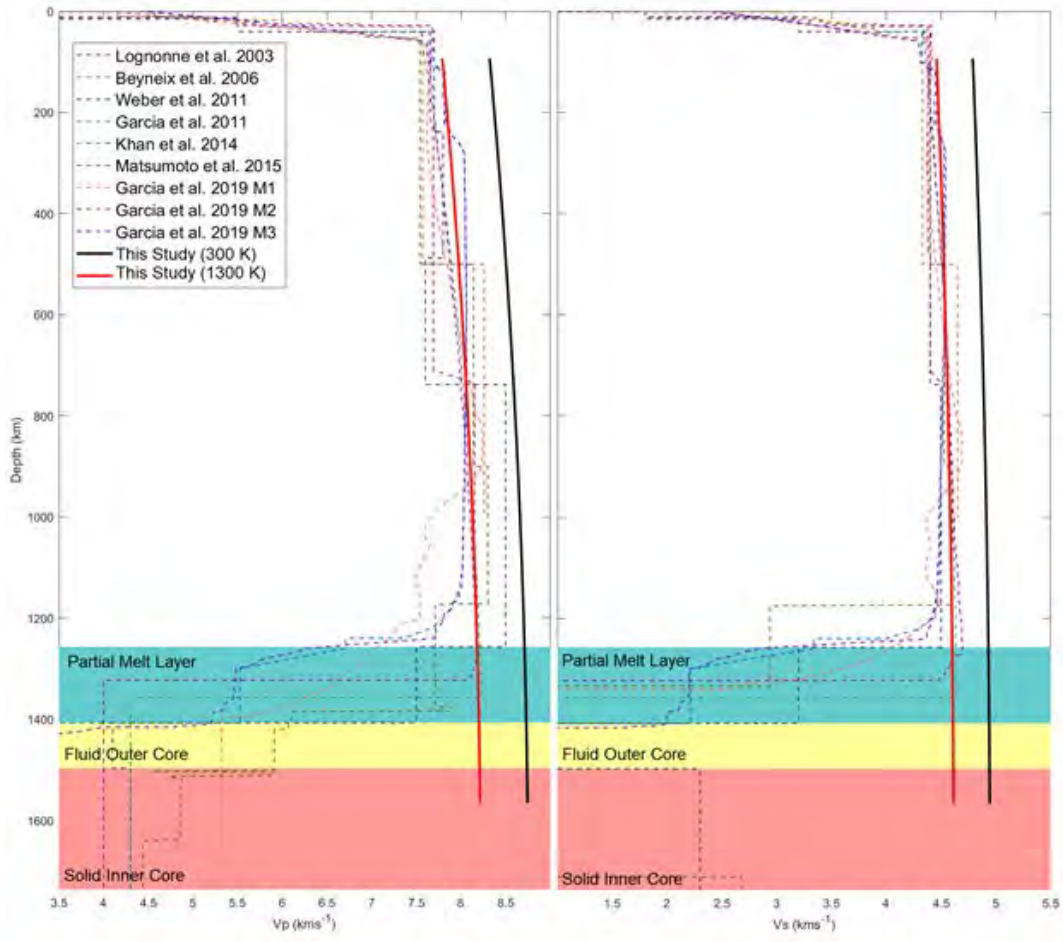 0
200
400
600
800
1000
1200
1400
1600
Depth (km)
Lognonne et al. 2003
Beyneix et al. 2006
Weber et al. 2011
Garcia et al. 2011
Khan et al. 2014
Matsumoto et al. 2015
Garcia et al. 2019 M1
Garcia et al. 2019 M2
Garcia et al. 2019 M3
This Study (300 K)
This Study (1300 K)
Partial Melt Layer
Fluid Outer Core
Solid Inner Core
3.5 4 4.5 5 5.5 6 6.5 7 7.5 8 8.5
Vp (kms⁻¹)
Partial Melt Layer
Fluid Outer Core
Solid Inner Core
1.5 2 2.5 3 3.5 4 4.5 5 5.5
Vs (kms⁻¹)